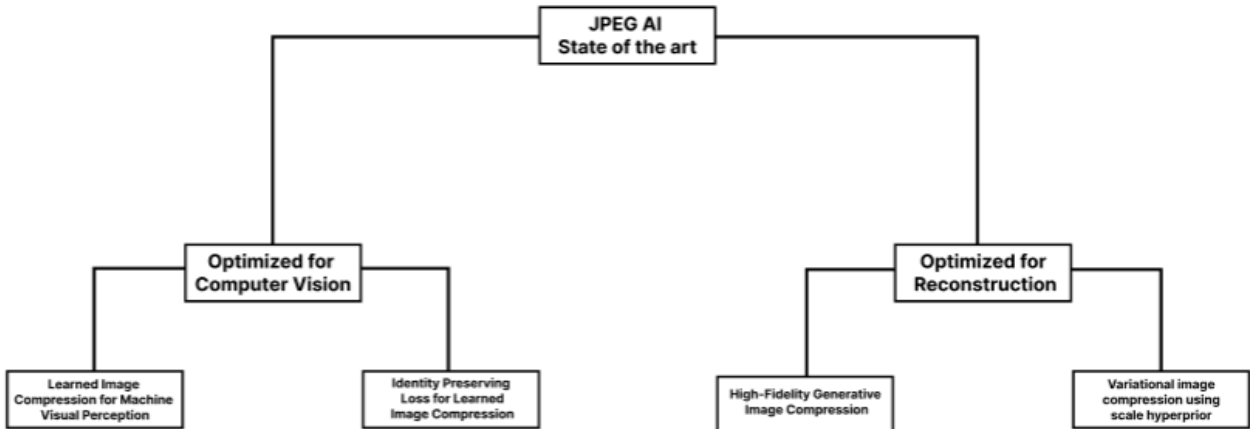 JPEG AI
State of the art
Optimized for
Computer Vision
Optimized for
Reconstruction
Learned Image
Compression for Machine
Visual Perception
Identity Preserving
Loss for Learned
Image Compression
High-Fidelity Generative
Image Compression
Variational image
compression using
scale hyperprior